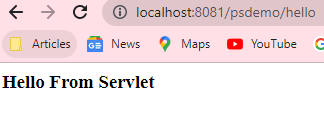 localhost:8081/psdemo/hello
Articles News Maps YouTube
Hello From Servlet